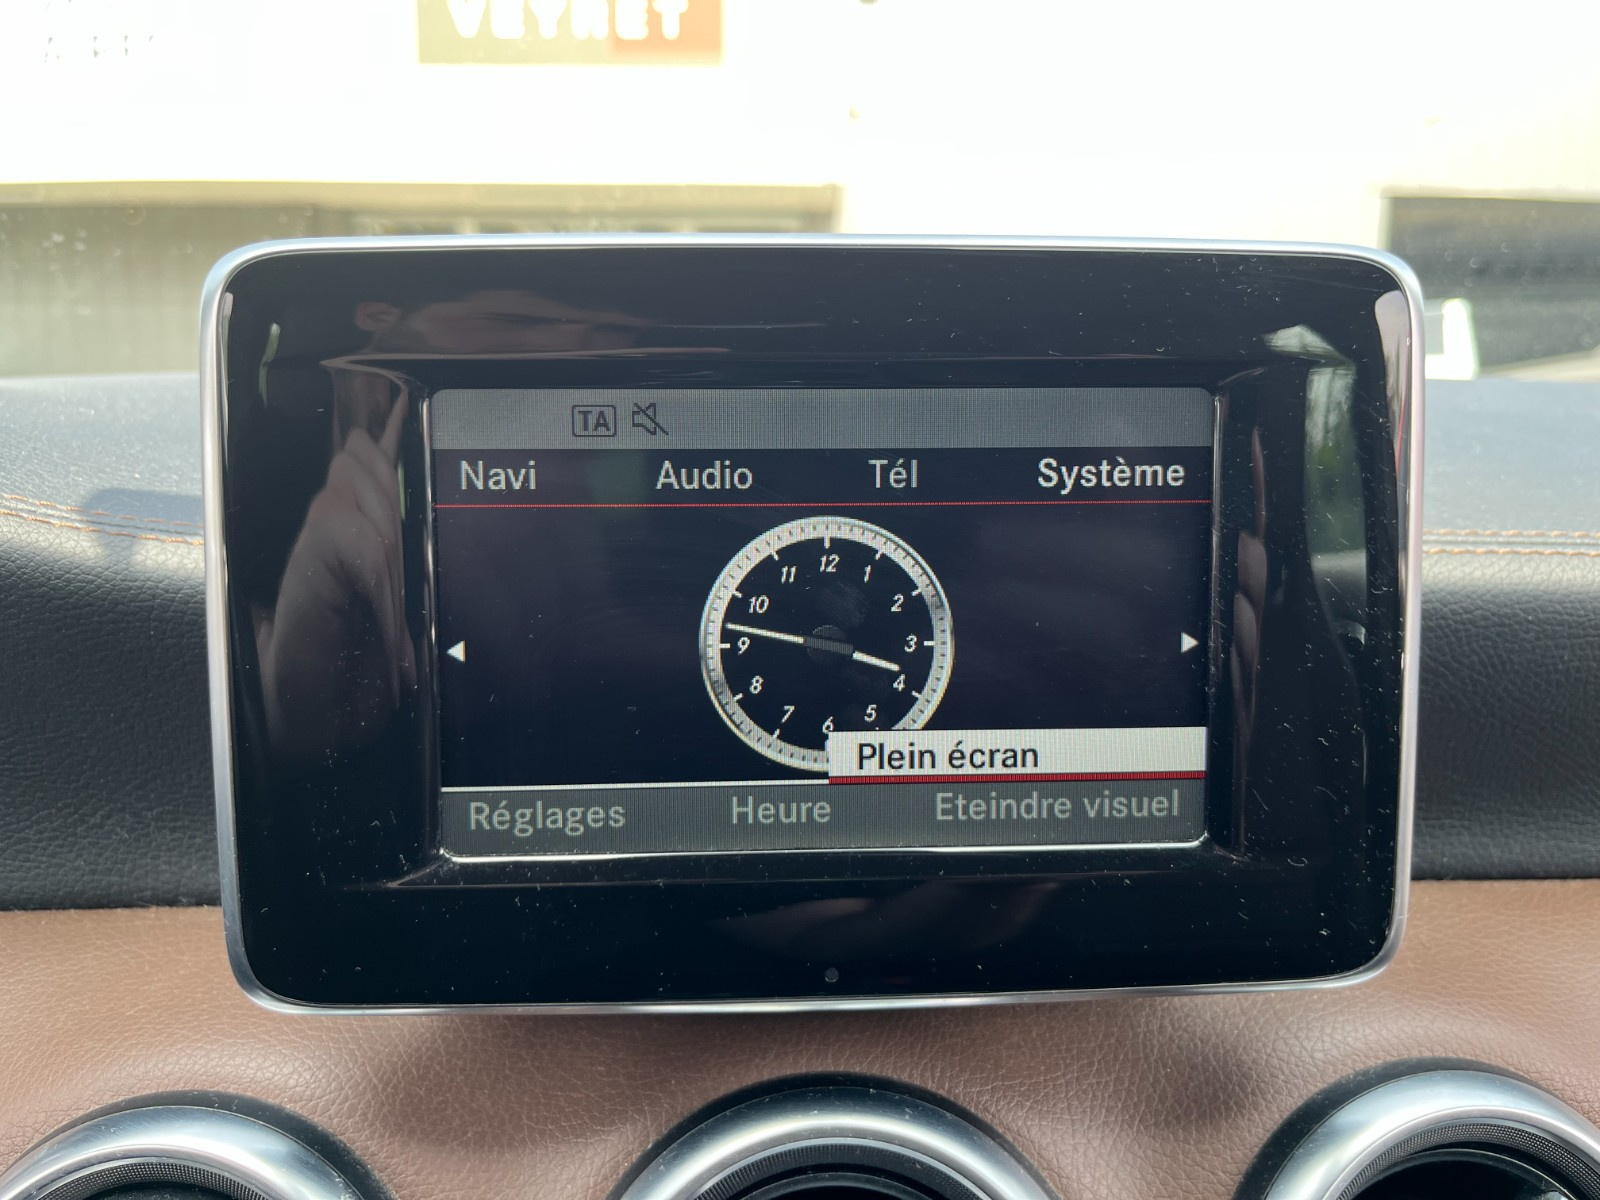 VEYRET
TA
Navi Audio Tél Système
12
11 1
10 2
9 3
8 4
7 5
6
Plein écran
Réglages Heure Eteindre visuel